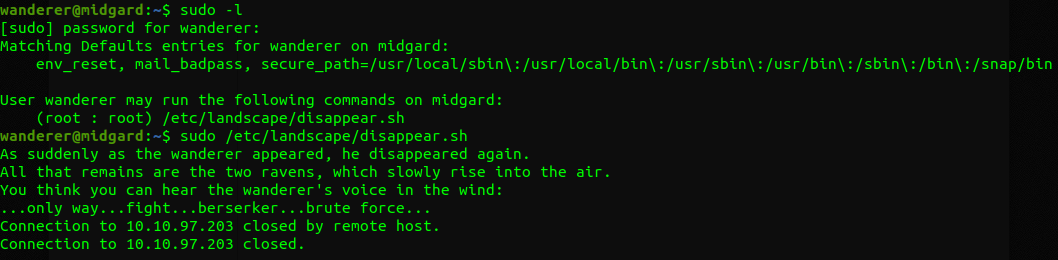 wanderer@midgard:~$ sudo -l
[sudo] password for wanderer:
Matching Defaults entries for wanderer on midgard:
    env_reset, mail_badpass, secure_path=/usr/local/sbin\:/usr/local/bin\:/usr/sbin\:/usr/bin\:/sbin\:/bin\:/snap/bin

User wanderer may run the following commands on midgard:
    (root : root) /etc/landscape/disappear.sh
wanderer@midgard:~$ sudo /etc/landscape/disappear.sh
As suddenly as the wanderer appeared, he disappeared again.
All that remains are the two ravens, which slowly rise into the air.
You think you can hear the wanderer's voice in the wind:
...only way...fight...berserker...brute force...
Connection to 10.10.97.203 closed by remote host.
Connection to 10.10.97.203 closed.